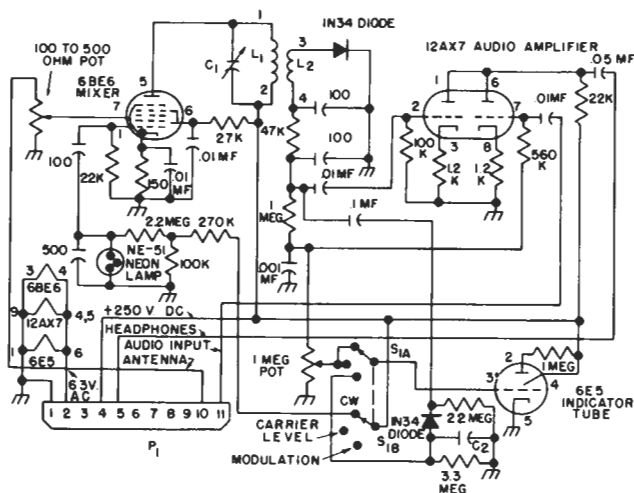 100 TO 500
OHM POT
6BE6
MIXER
1
IN34 DIODE
12AX7 AUDIO AMPLIFIER
.05 MF
5
C1
L1
3
L2
2
4
7
6
1
27K
100
22K
150
.01
MF
.01MF
47K
100
100
.01MF
1
MEG
.001
MF
.1 MF
1
6
2
7
3
8
100
K
1.2
K
1.2
K
560
K
.01MF
22K
500
2.2MEG
270K
NE-51
NEON
LAMP
100K
3
4
6BE6
9
12AX7
4,5
1
6E5
6
6.3V.
AC
+250 V DC
HEADPHONES
AUDIO INPUT
ANTENNA
1 2 3 4 5 6 7 8 9 10 11
P1
1 MEG
POT
S1A
CW
S1B
CARRIER
LEVEL
MODULATION
IN34
DIODE
2.2 MEG
C2
3.3
MEG
2
1 MEG
3
4
5
6E5
INDICATOR
TUBE